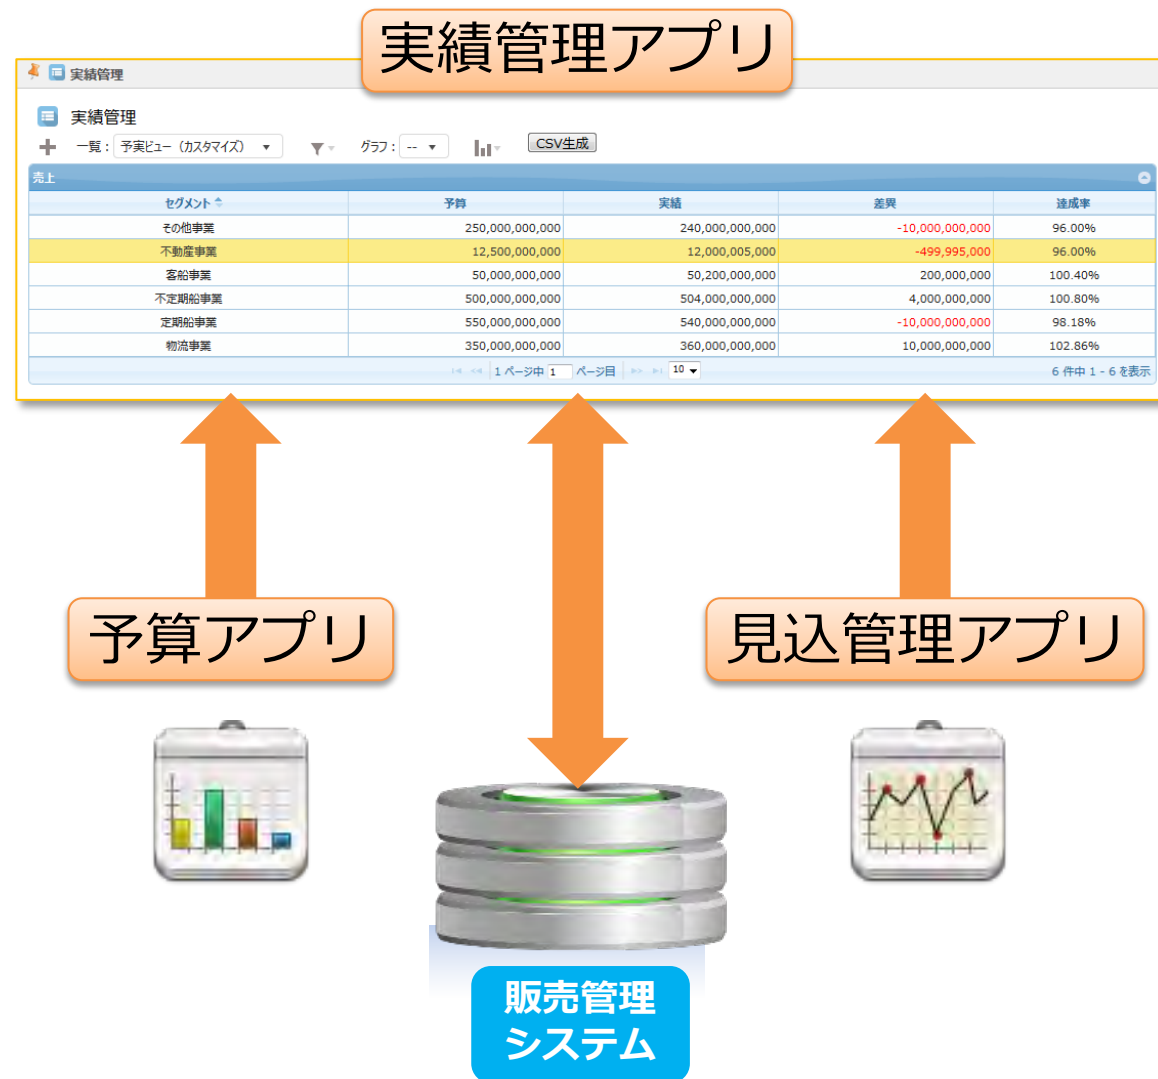 実績管理アプリ
実績管理
実績管理
一覧： 予実ビュー（カスタマイズ） グラフ： -- CSV生成
売上
セグメント 予算 実績 差異 達成率
その他事業 250,000,000,000 240,000,000,000 -10,000,000,000 96.00%
不動産事業 12,500,000,000 12,000,005,000 -499,995,000 96.00%
客船事業 50,000,000,000 50,200,000,000 200,000,000 100.40%
不定期船事業 500,000,000,000 504,000,000,000 4,000,000,000 100.80%
定期船事業 550,000,000,000 540,000,000,000 -10,000,000,000 98.18%
物流事業 350,000,000,000 360,000,000,000 10,000,000,000 102.86%
1 ページ中 1 ページ目 10 6 件中 1 - 6 を表示
予算アプリ 見込管理アプリ
販売管理
システム